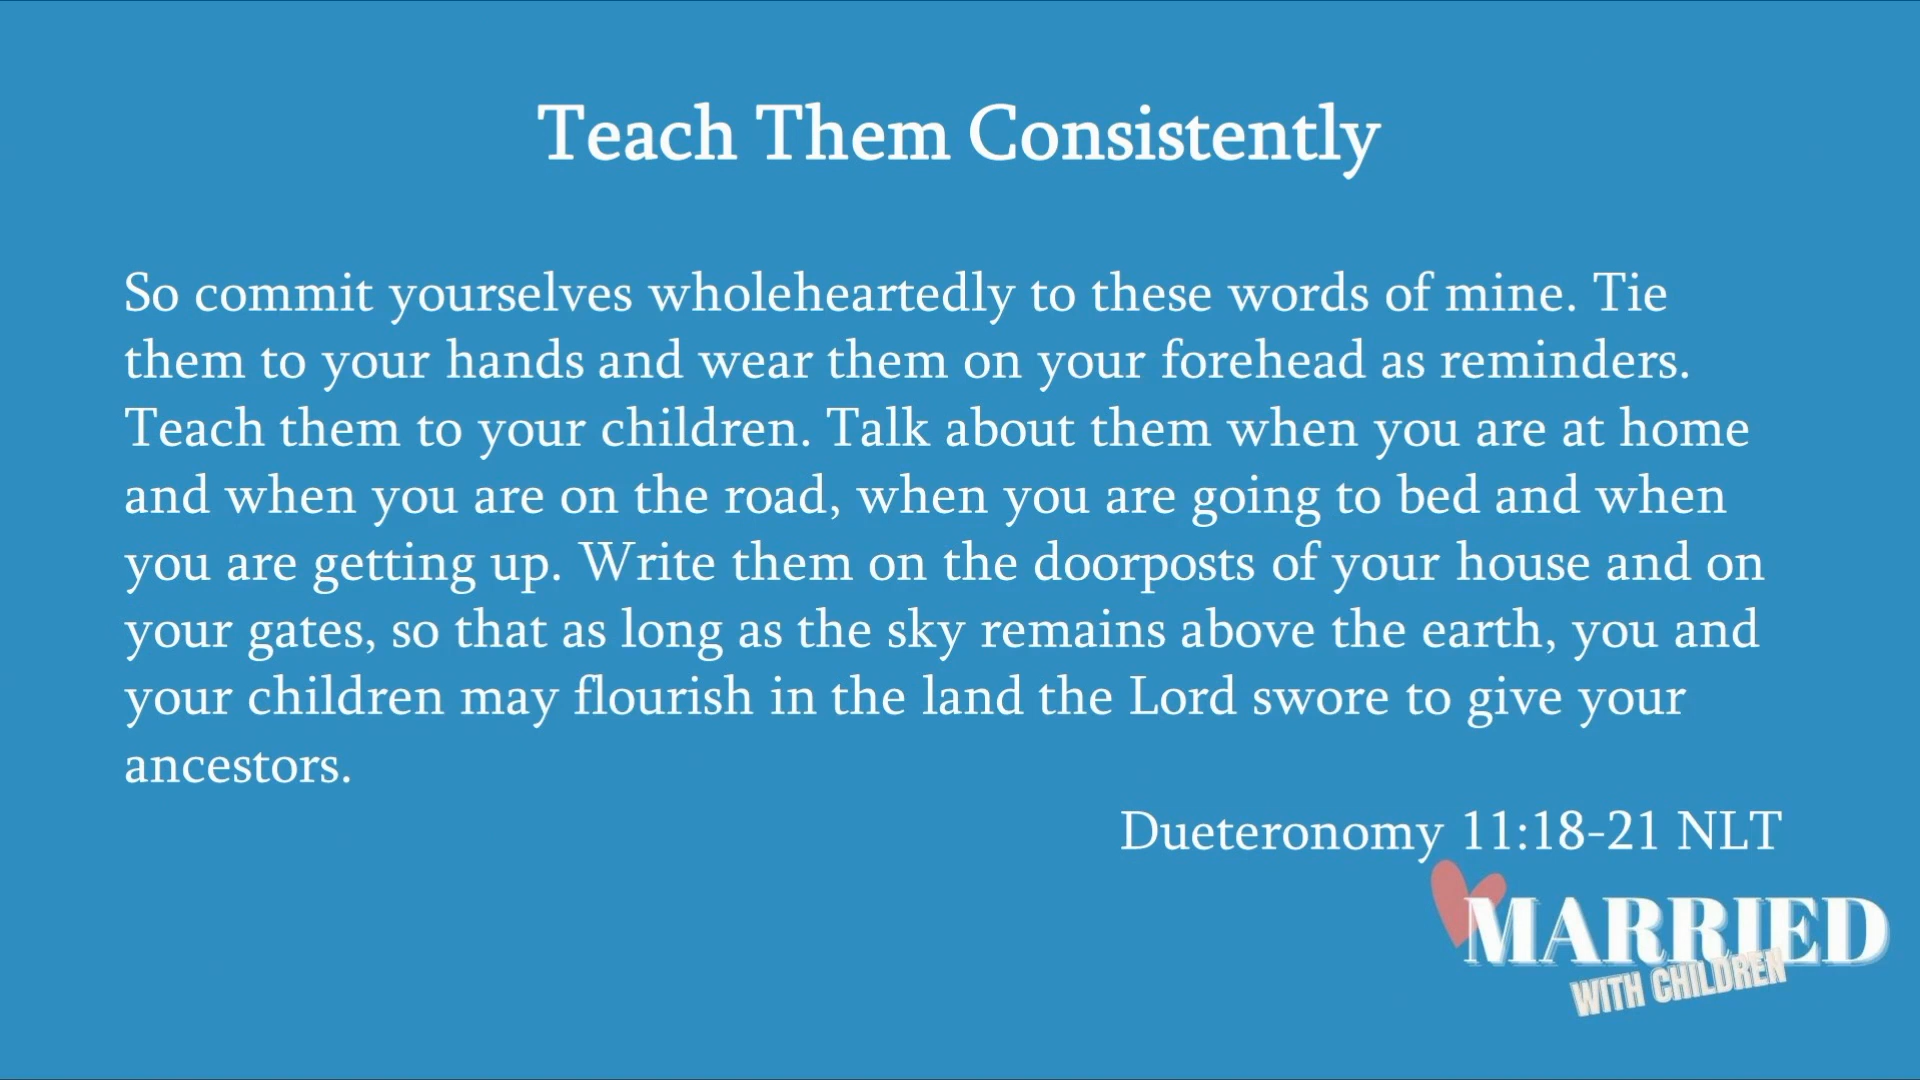 Teach Them Consistently
So commit yourselves wholeheartedly to these words of mine. Tie
them to your hands and wear them on your forehead as reminders.
Teach them to your children. Talk about them when you are at home
and when you are on the road, when you are going to bed and when
you are getting up. Write them on the doorposts of your house and on
your gates, so that as long as the sky remains above the earth, you and
your children may flourish in the land the Lord swore to give your
ancestors.
Dueteronomy 11:18-21 NLT
MARRIED
WITH CHILDREN